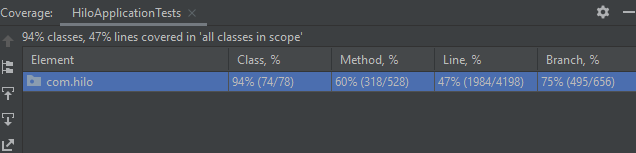 Coverage: HiloApplicationTests ×
94% classes, 47% lines covered in 'all classes in scope'
Element Class, % Method, % Line, % Branch, %
com.hilo 94% (74/78) 60% (318/528) 47% (1984/4198) 75% (495/656)